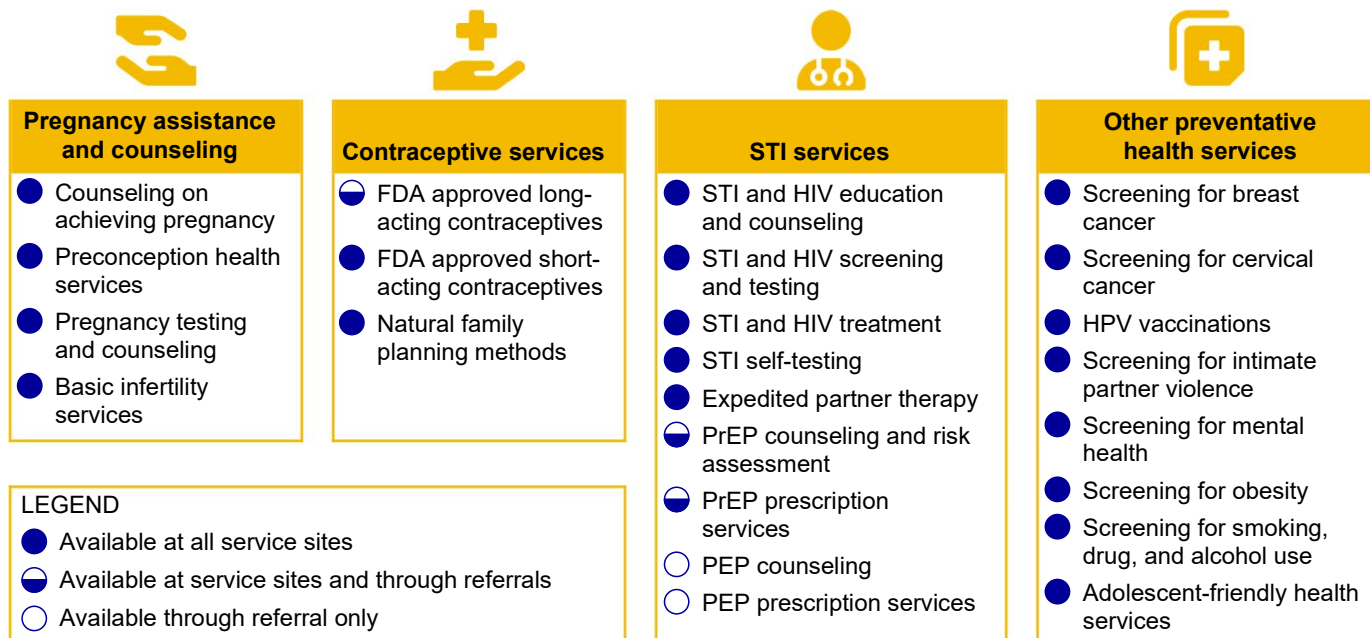 Pregnancy assistance
and counseling
Counseling on
achieving pregnancy
Preconception health
services
Pregnancy testing
and counseling
Basic infertility
services
Contraceptive services
FDA approved long-
acting contraceptives
FDA approved short-
acting contraceptives
Natural family
planning methods
STI services
STI and HIV education
and counseling
STI and HIV screening
and testing
STI and HIV treatment
STI self-testing
Expedited partner therapy
PrEP counseling and risk
assessment
PrEP prescription
services
PEP counseling
PEP prescription services
Other preventative
health services
Screening for breast
cancer
Screening for cervical
cancer
HPV vaccinations
Screening for intimate
partner violence
Screening for mental
health
Screening for obesity
Screening for smoking,
drug, and alcohol use
Adolescent-friendly health
services
LEGEND
Available at all service sites
Available at service sites and through referrals
Available through referral only